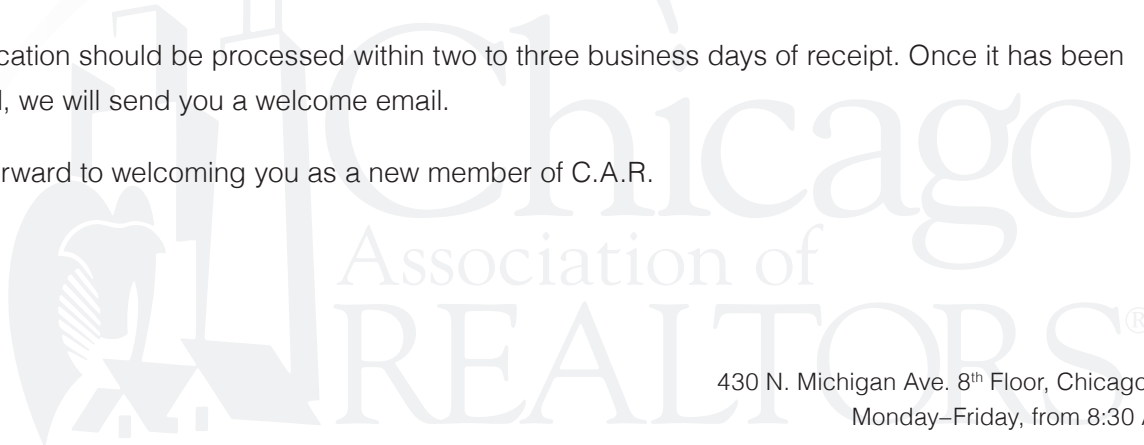 cation should be processed within two to three business days of receipt. Once it has been
, we will send you a welcome email.
rward to welcoming you as a new member of C.A.R.
Chicago
Association of
REALTORS®
430 N. Michigan Ave. 8th Floor, Chicago
Monday–Friday, from 8:30